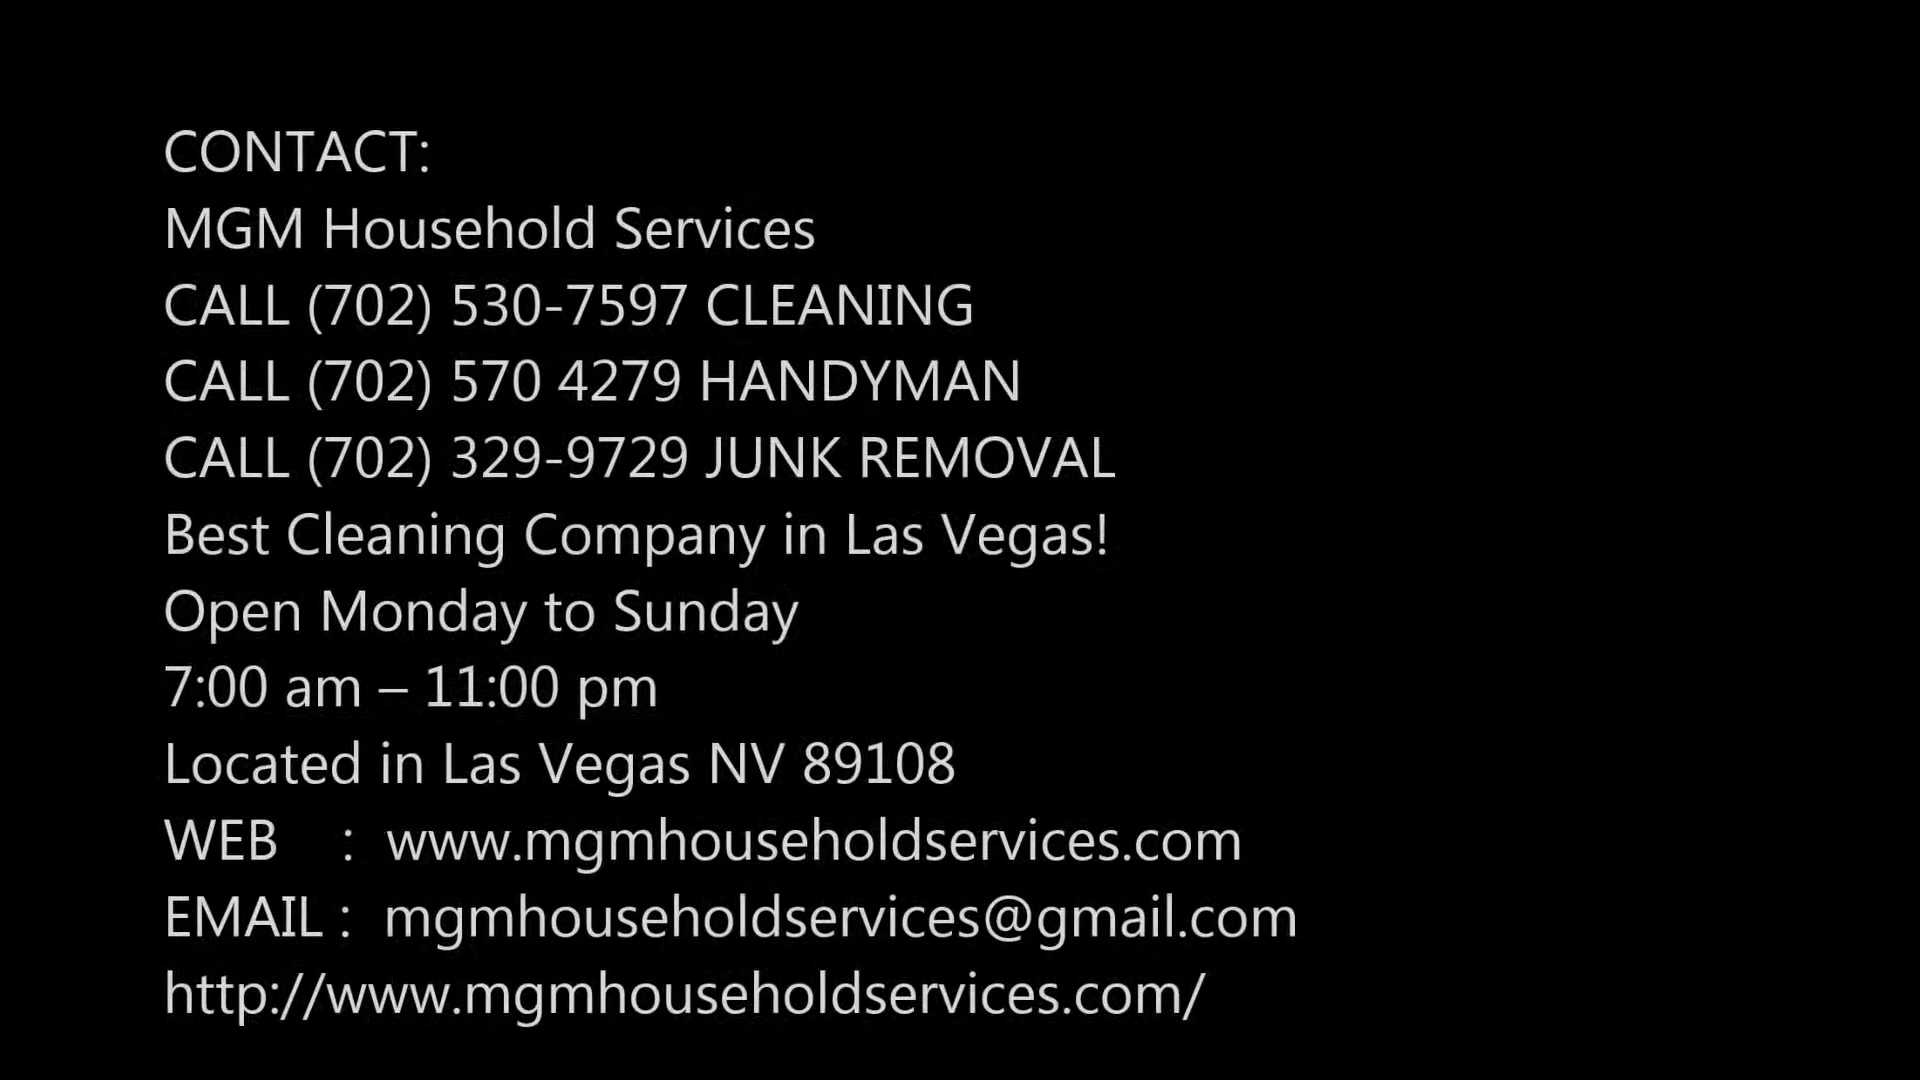 CONTACT:
MGM Household Services
CALL (702) 530-7597 CLEANING
CALL (702) 570 4279 HANDYMAN
CALL (702) 329-9729 JUNK REMOVAL
Best Cleaning Company in Las Vegas!
Open Monday to Sunday
7:00 am – 11:00 pm
Located in Las Vegas NV 89108
WEB    :  www.mgmhouseholdservices.com
EMAIL :  mgmhouseholdservices@gmail.com
http://www.mgmhouseholdservices.com/